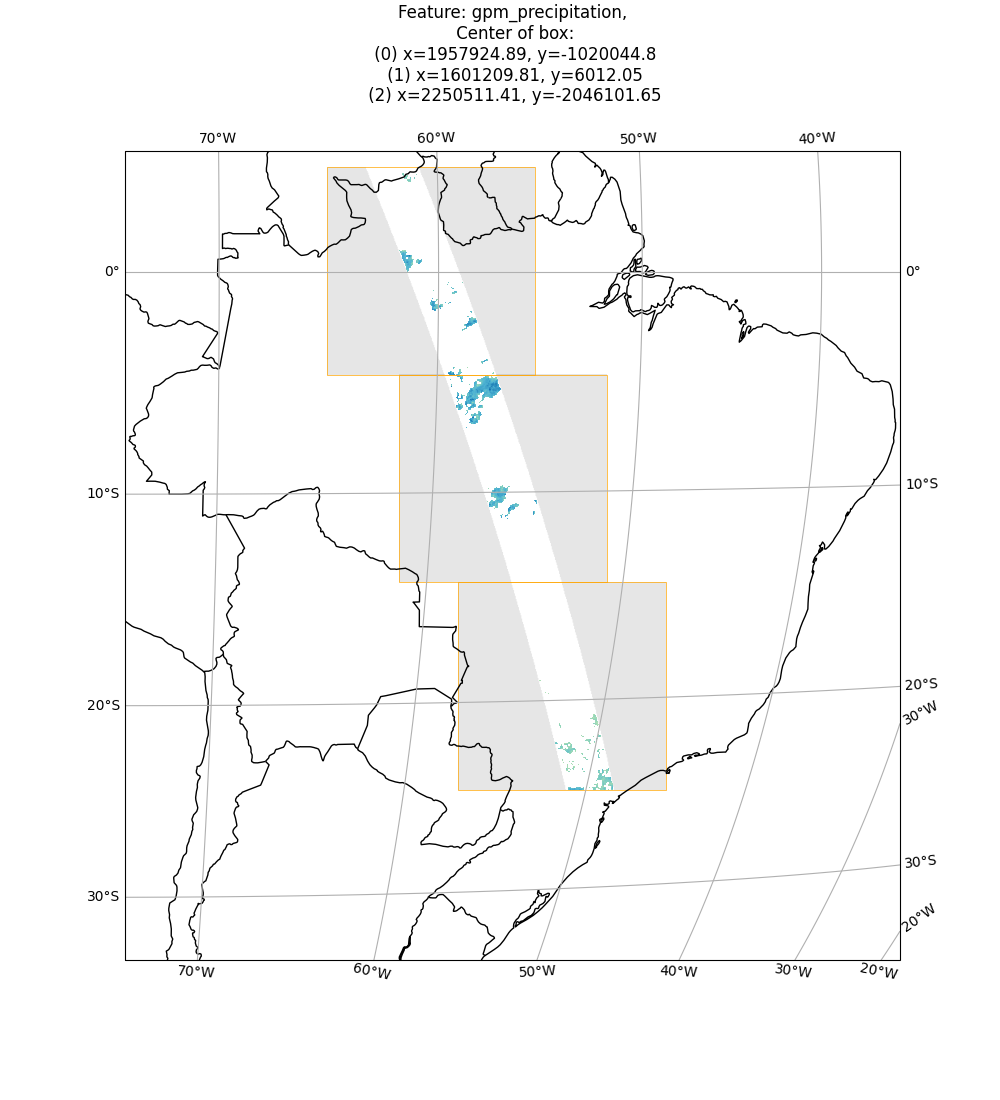 Feature: gpm_precipitation,
Center of box:
(0) x=1957924.89, y=-1020044.8
(1) x=1601209.81, y=6012.05
(2) x=2250511.41, y=-2046101.65
70°W 60°W 50°W 40°W
0° 0°
10°S 10°S
20°S 20°S
30°W
30°S 30°S
20°W
70°W 60°W 50°W 40°W 30°W 20°W